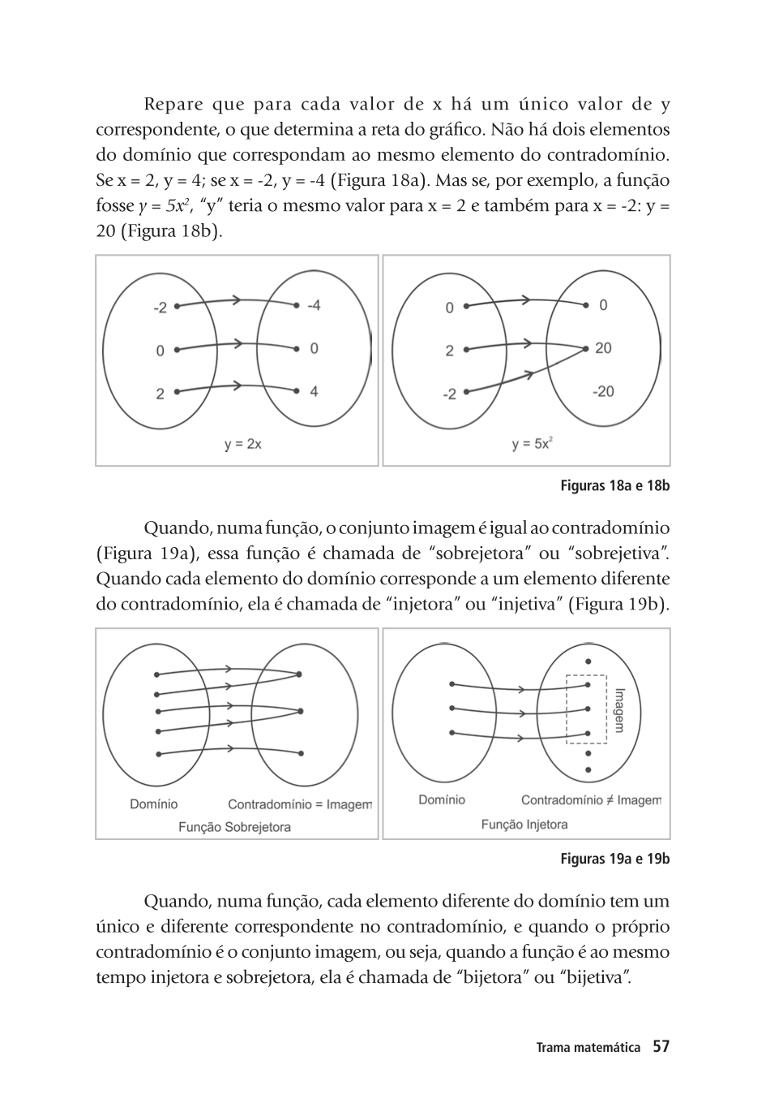 Repare que para cada valor de x há um único valor de y
correspondente, o que determina a reta do gráfico. Não há dois elementos
do domínio que correspondam ao mesmo elemento do contradomínio.
Se x = 2, y = 4; se x = -2, y = -4 (Figura 18a). Mas se, por exemplo, a função
fosse y = 5x², “y” teria o mesmo valor para x = 2 e também para x = -2: y =
20 (Figura 18b).
-2 -4
0 0
2 4
y = 2x
0 0
2 20
-2 -20
y = 5x²
Figuras 18a e 18b
Quando, numa função, o conjunto imagem é igual ao contradomínio
(Figura 19a), essa função é chamada de “sobrejetora” ou “sobrejetiva”.
Quando cada elemento do domínio corresponde a um elemento diferente
do contradomínio, ela é chamada de “injetora” ou “injetiva” (Figura 19b).
Domínio Contradomínio = Imagem
Função Sobrejetora
Imagem
Domínio Contradomínio ≠ Imagem
Função Injetora
Figuras 19a e 19b
Quando, numa função, cada elemento diferente do domínio tem um
único e diferente correspondente no contradomínio, e quando o próprio
contradomínio é o conjunto imagem, ou seja, quando a função é ao mesmo
tempo injetora e sobrejetora, ela é chamada de “bijetora” ou “bijetiva”.
Trama matemática 57